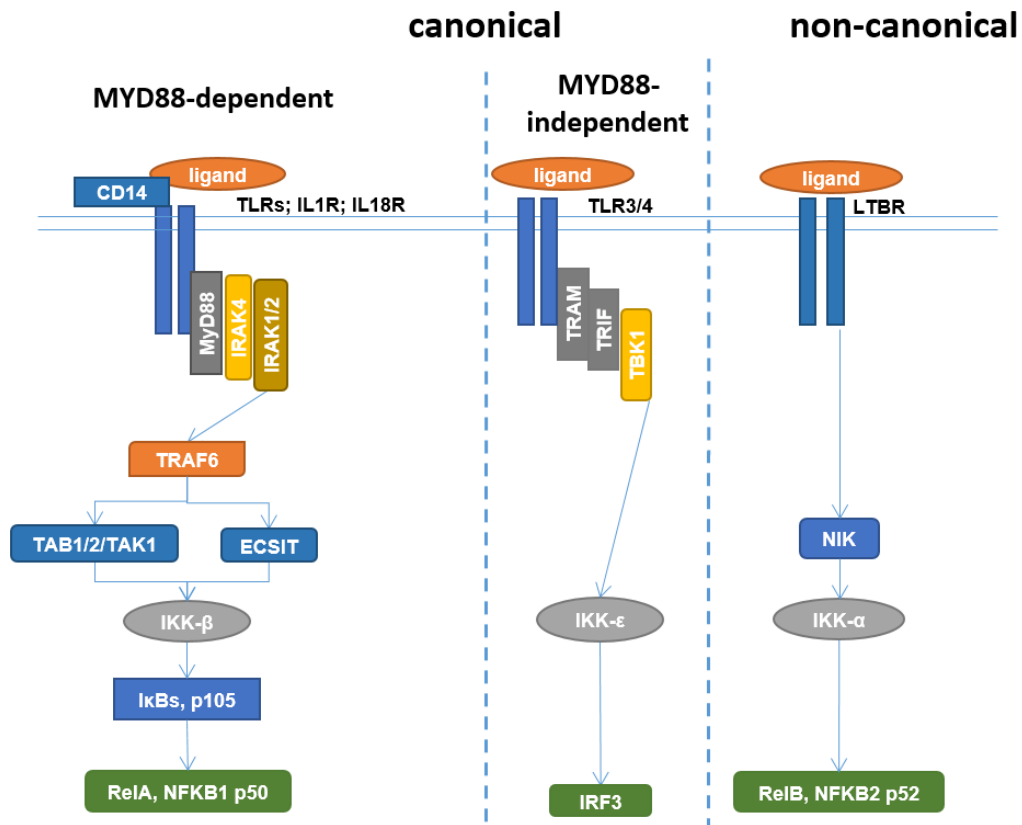 canonical
non-canonical
MYD88-dependent
MYD88-
independent
ligand
CD14
TLRs; IL1R; IL18R
MyD88
IRAK4
IRAK1/2
TRAF6
TAB1/2/TAK1
ECSIT
IKK-β
IκBs, p105
RelA, NFKB1 p50
ligand
TLR3/4
TRAM
TRIF
TBK1
IKK-ε
IRF3
ligand
LTBR
NIK
IKK-α
RelB, NFKB2 p52